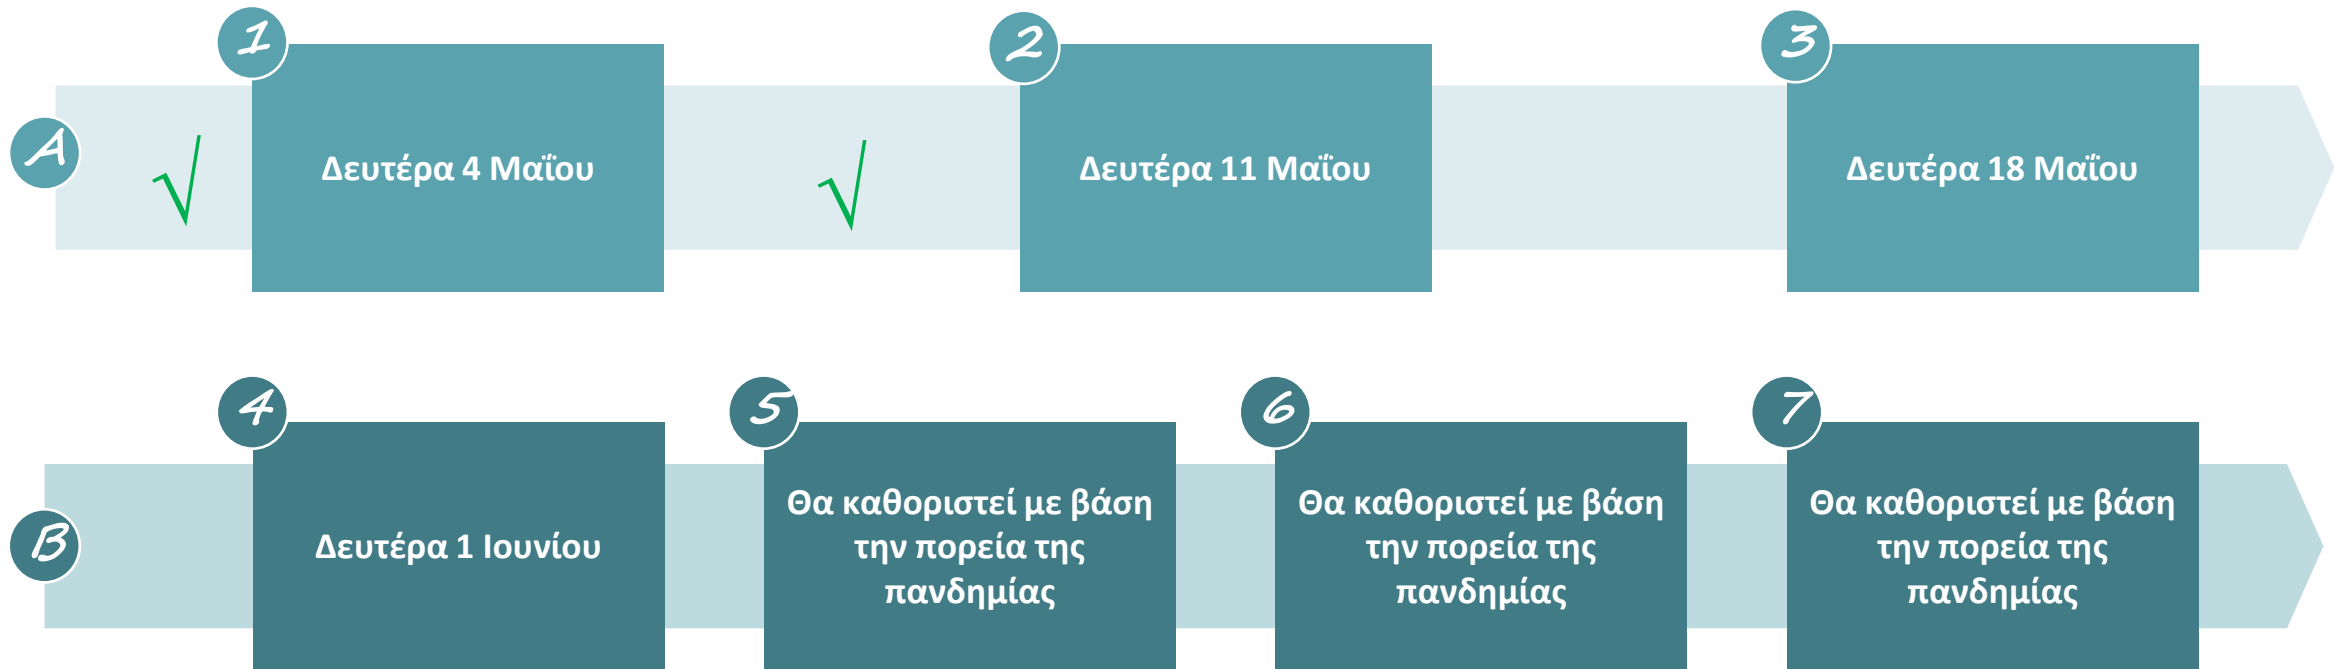 1
2
3
A
√
Δευτέρα 4 Μαΐου
√
Δευτέρα 11 Μαΐου
Δευτέρα 18 Μαΐου
4
5
6
7
B
Δευτέρα 1 Ιουνίου
Θα καθοριστεί με βάση
την πορεία της
πανδημίας
Θα καθοριστεί με βάση
την πορεία της
πανδημίας
Θα καθοριστεί με βάση
την πορεία της
πανδημίας